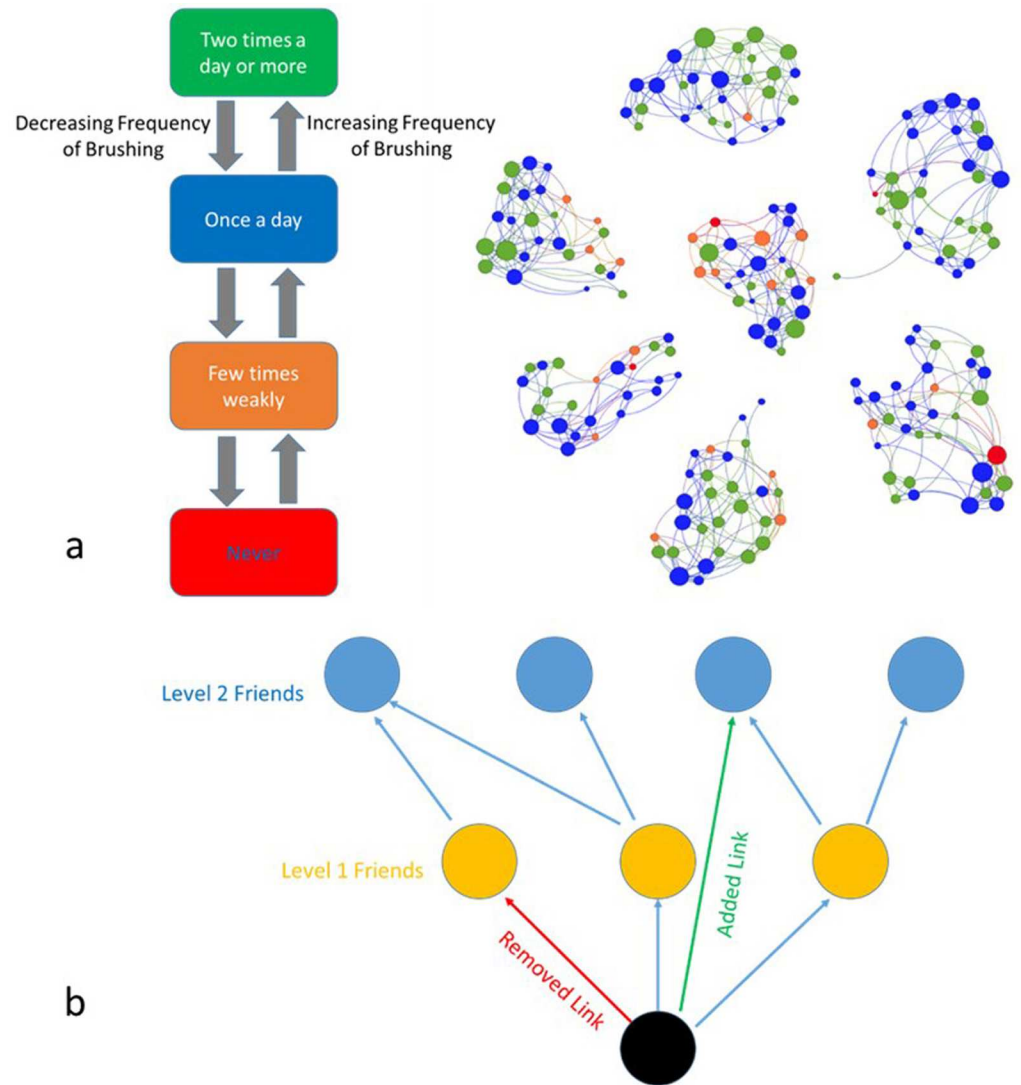 Two times a
day or more
Decreasing Frequency
of Brushing
Increasing Frequency
of Brushing
Once a day
Few times
weakly
Never
a
Level 2 Friends
Level 1 Friends
Added Link
Removed Link
b